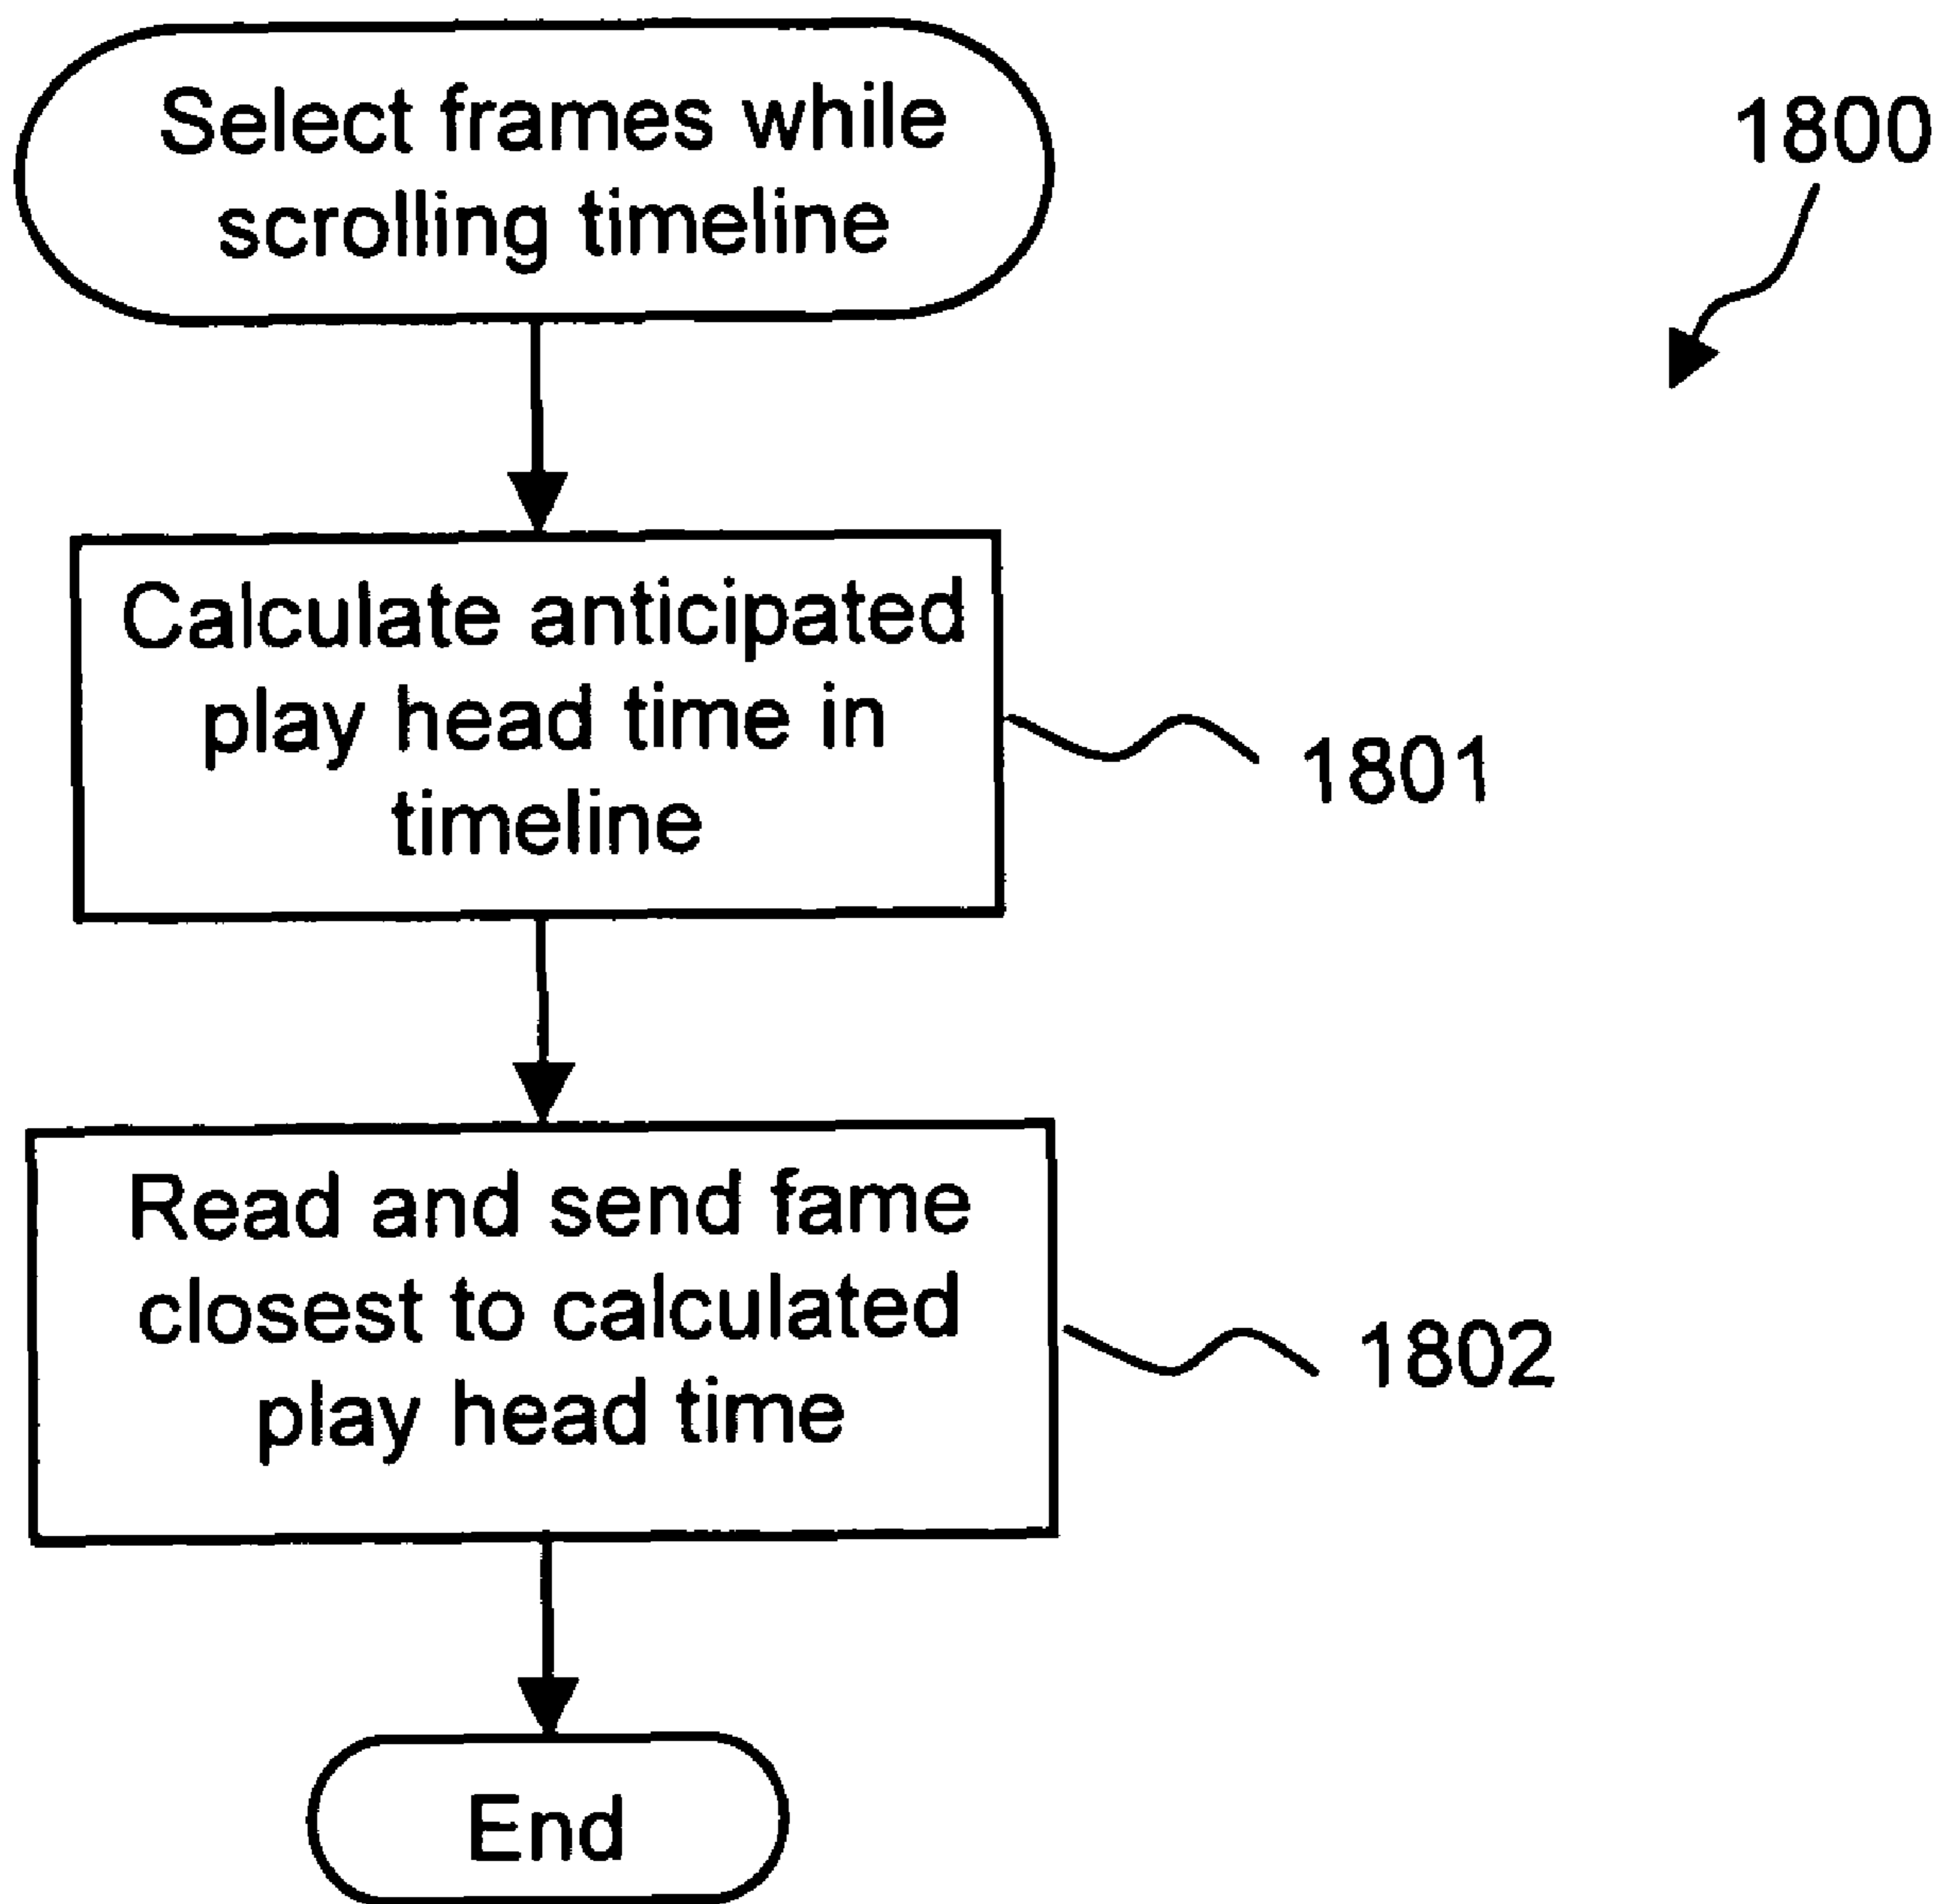 Select frames while
scrolling timeline
1800
Calculate anticipated
play head time in
timeline
1801
Read and send fame
closest to calculated
play head time
1802
End